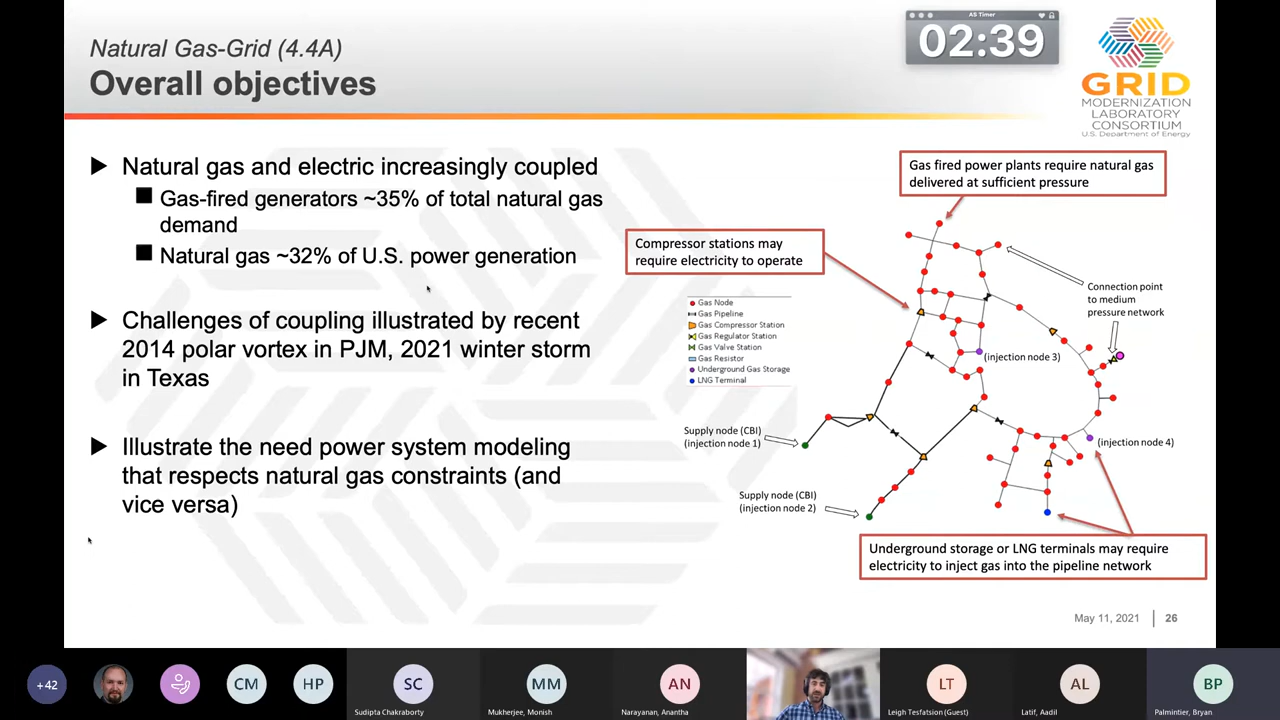 Natural Gas-Grid (4.4A)
Overall objectives
AS Timer
02:39
GRID
MODERNIZATION
LABORATORY
CONSORTIUM
U.S. Department of Energy
Natural gas and electric increasingly coupled
Gas-fired generators ~35% of total natural gas
demand
Natural gas ~32% of U.S. power generation
Challenges of coupling illustrated by recent
2014 polar vortex in PJM, 2021 winter storm
in Texas
Illustrate the need power system modeling
that respects natural gas constraints (and
vice versa)
Gas fired power plants require natural gas
delivered at sufficient pressure
Compressor stations may
require electricity to operate
Gas Node
Gas Pipeline
Gas Compressor Station
Gas Regulator Station
Gas Valve Station
Gas Resistor
Underground Gas Storage
LNG Terminal
Connection point
to medium
pressure network
(injection node 3)
Supply node (CBI)
(injection node 1)
(injection node 4)
Supply node (CBI)
(injection node 2)
Underground storage or LNG terminals may require
electricity to inject gas into the pipeline network
May 11, 2021 | 26
+42
CM
HP
SC
Sudipta Chakraborty
MM
Mukherjee, Monish
AN
Narayanan, Anantha
LT
Leigh Tesfatsion (Guest)
AL
Latif, Aadil
BP
Palmintier, Bryan